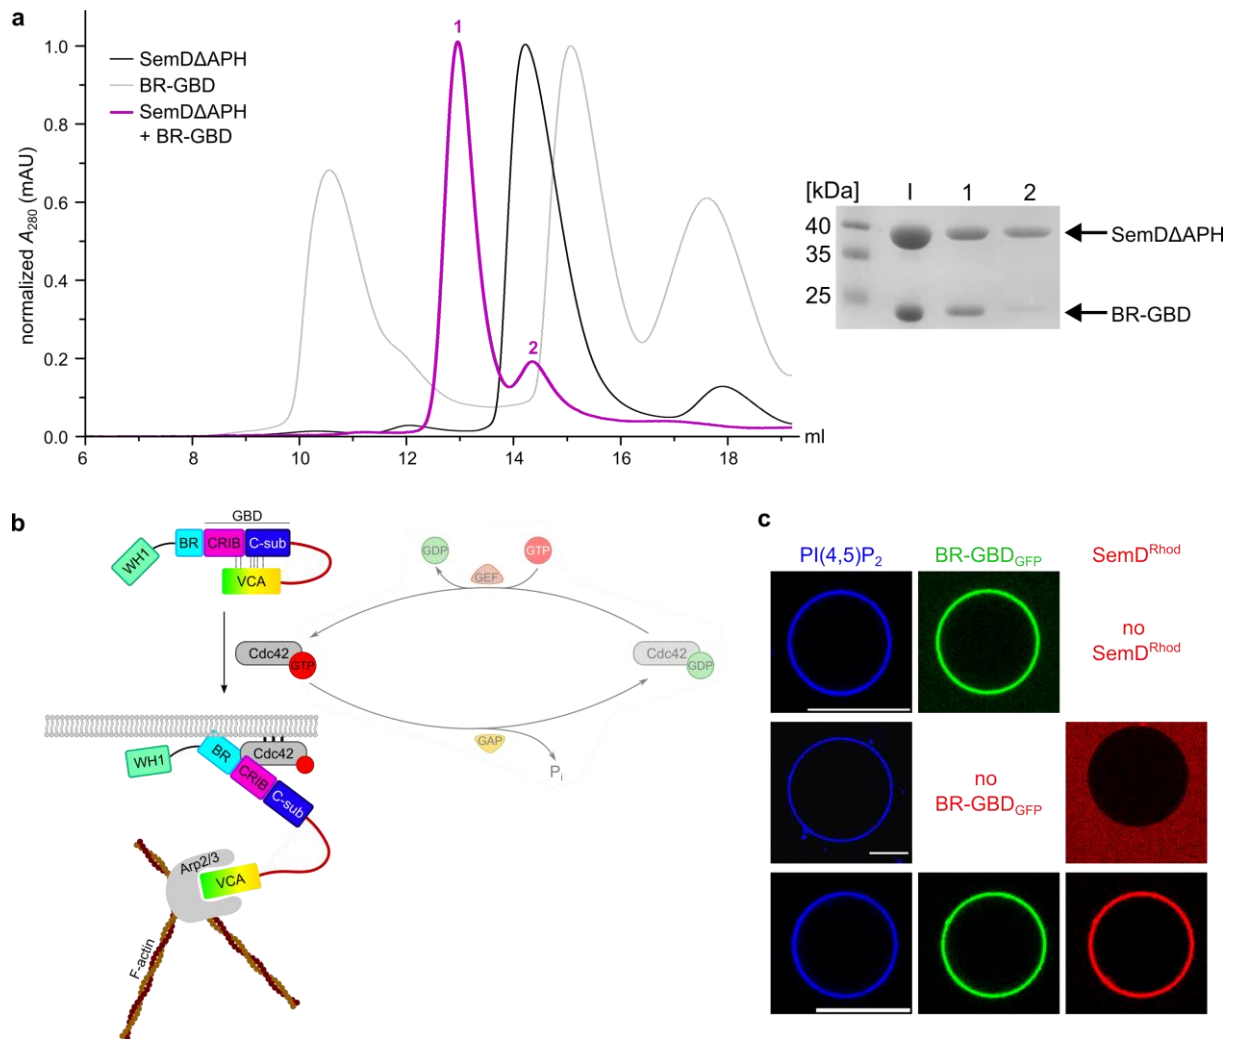 a
1
SemDΔAPH
BR-GBD
SemDΔAPH
+ BR-GBD
2
normalized A280 (mAU)
1.0
0.8
0.6
0.4
0.2
0.0
6 8 10 12 14 16 18
ml
[kDa] I 1 2
40
35
25
SemDΔAPH
BR-GBD
b
GBD
WH1 BR CRIB C-sub
VCA
GDP GTP
GEF
Cdc42 GTP
Cdc42 GDP
GAP
Pi
WH1 BR Cdc42
CRIB
C-sub
Arp2/3
VCA
F-actin
c
PI(4,5)P2 BR-GBDGFP SemDRhod
no
SemDRhod
no
BR-GBDGFP